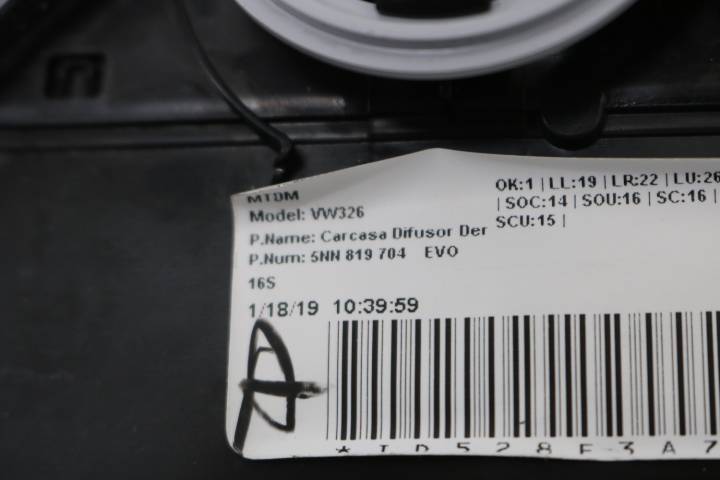 MTDM
Model: VW326
P.Name: Carcasa Difusor Der
P.Num: 5NN 819 704 EVO
16S
1/18/19 10:39:59
OK:1 | LL:19 | LR:22 | LU:26
| SOC:14 | SOU:16 | SC:16 |
SCU:15 |
*TD528F3A7